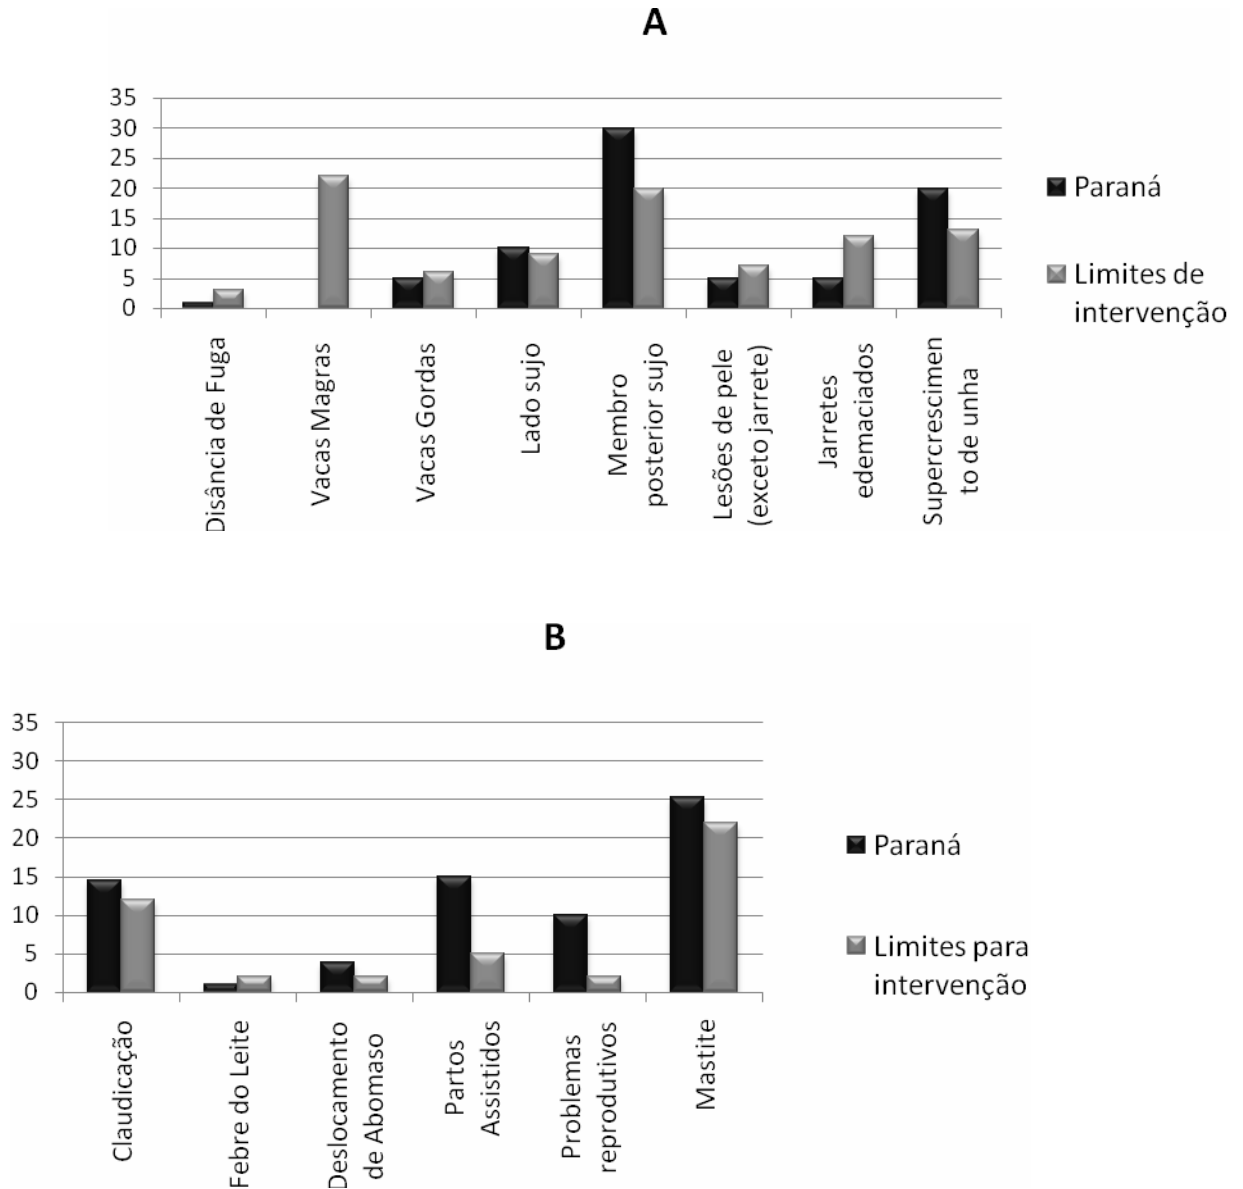 A
35
30
25
20
15
10
5
0
Disância de Fuga
Vacas Magras
Vacas Gordas
Lado sujo
Membro
posterior sujo
Lesões de pele
(exceto jarrete)
Jarretes
edemaciados
Supercrescimen
to de unha
Paraná
Limites de
intervenção
B
35
30
25
20
15
10
5
0
Claudicação
Febre do Leite
Deslocamento
de Abomaso
Partos
Assistidos
Problemas
reprodutivos
Mastite
Paraná
Limites para
intervenção